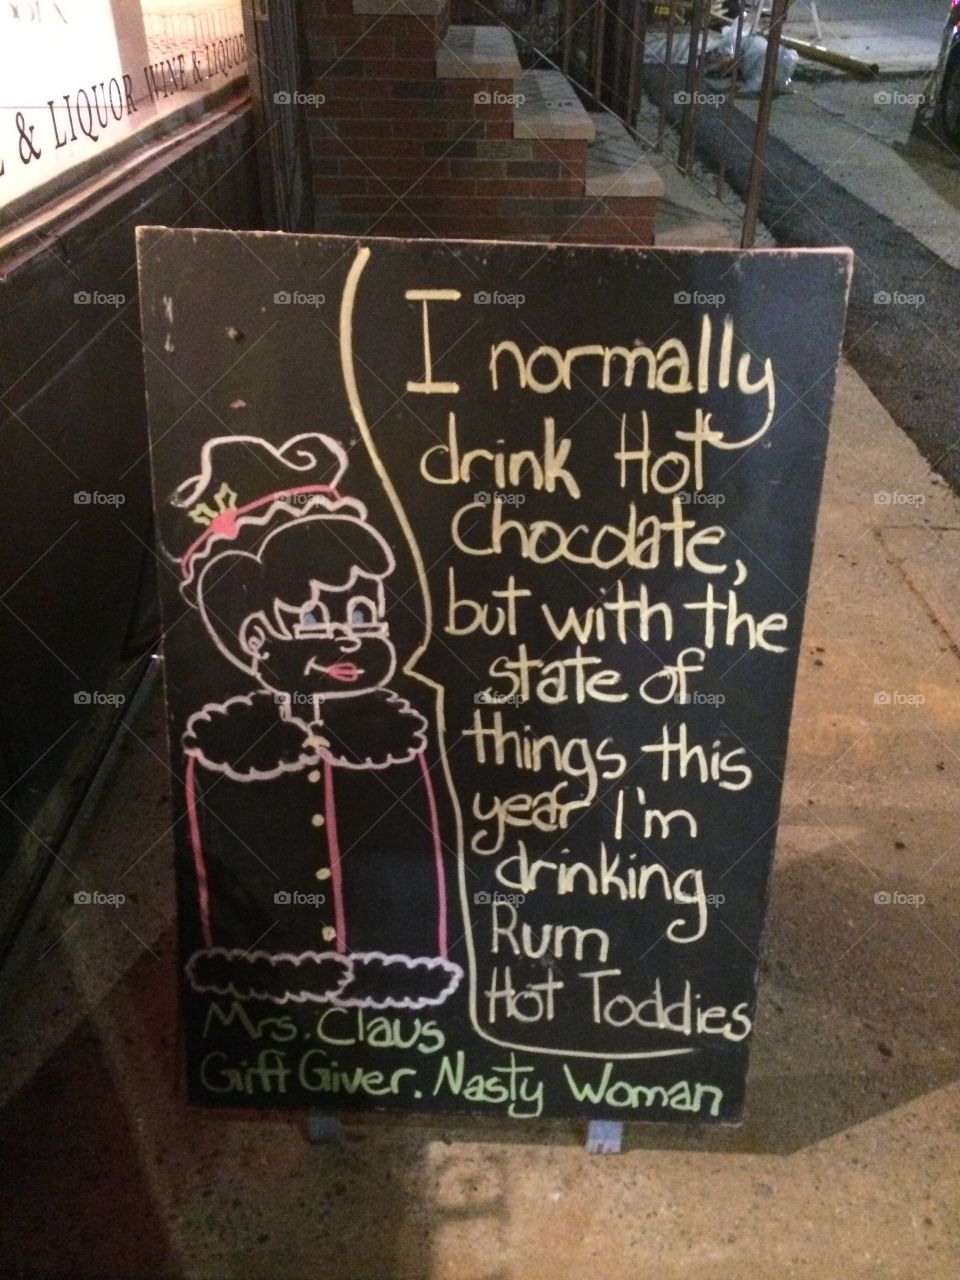 & LIQUOR WINE & LIQUOR
I normally
drink Hot
Chocolate,
but with the
state of
things this
year I'm
drinking
Rum
Hot Toddies
Mrs. Claus
Gift Giver. Nasty Woman